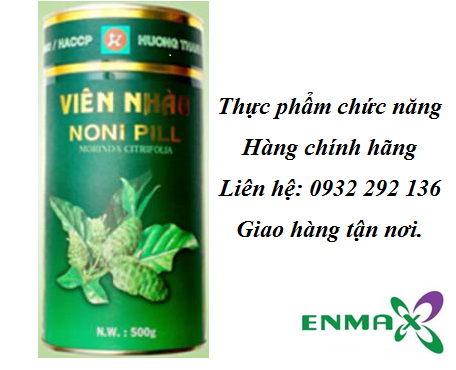 / HACCP
HUONG THANH
VIÊN NHÀU
NONI PILL
MORINDA CITRIFOLIA
N.W. : 500g
Thực phẩm chức năng
Hàng chính hãng
Liên hệ: 0932 292 136
Giao hàng tận nơi.
ENMAX